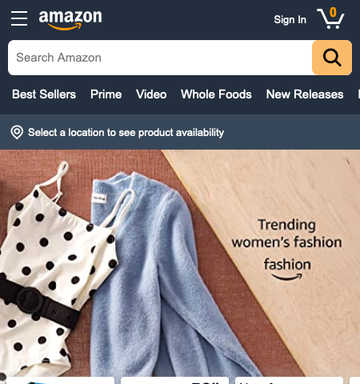 amazon
Sign In
0
Search Amazon
Best Sellers
Prime
Video
Whole Foods
New Releases
Select a location to see product availability
Trending
women's fashion
fashion